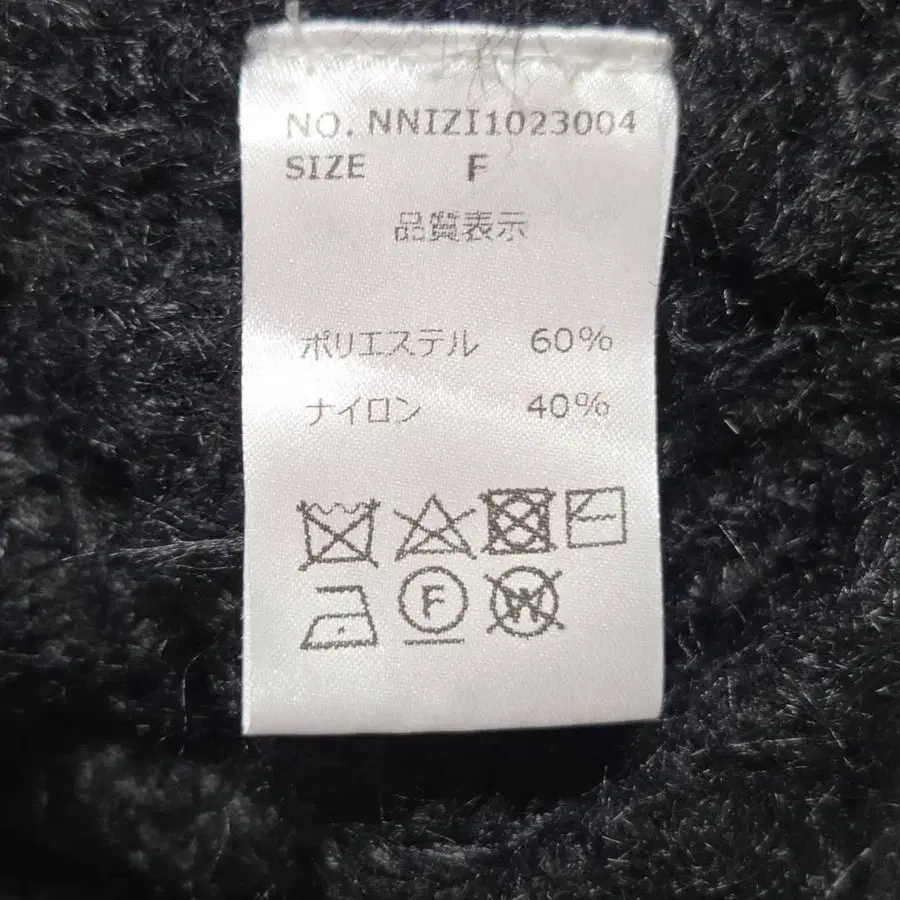 NO. NNIZI1023004
SIZE F
品質表示
ポリエステル 60%
ナイロン 40%
F W